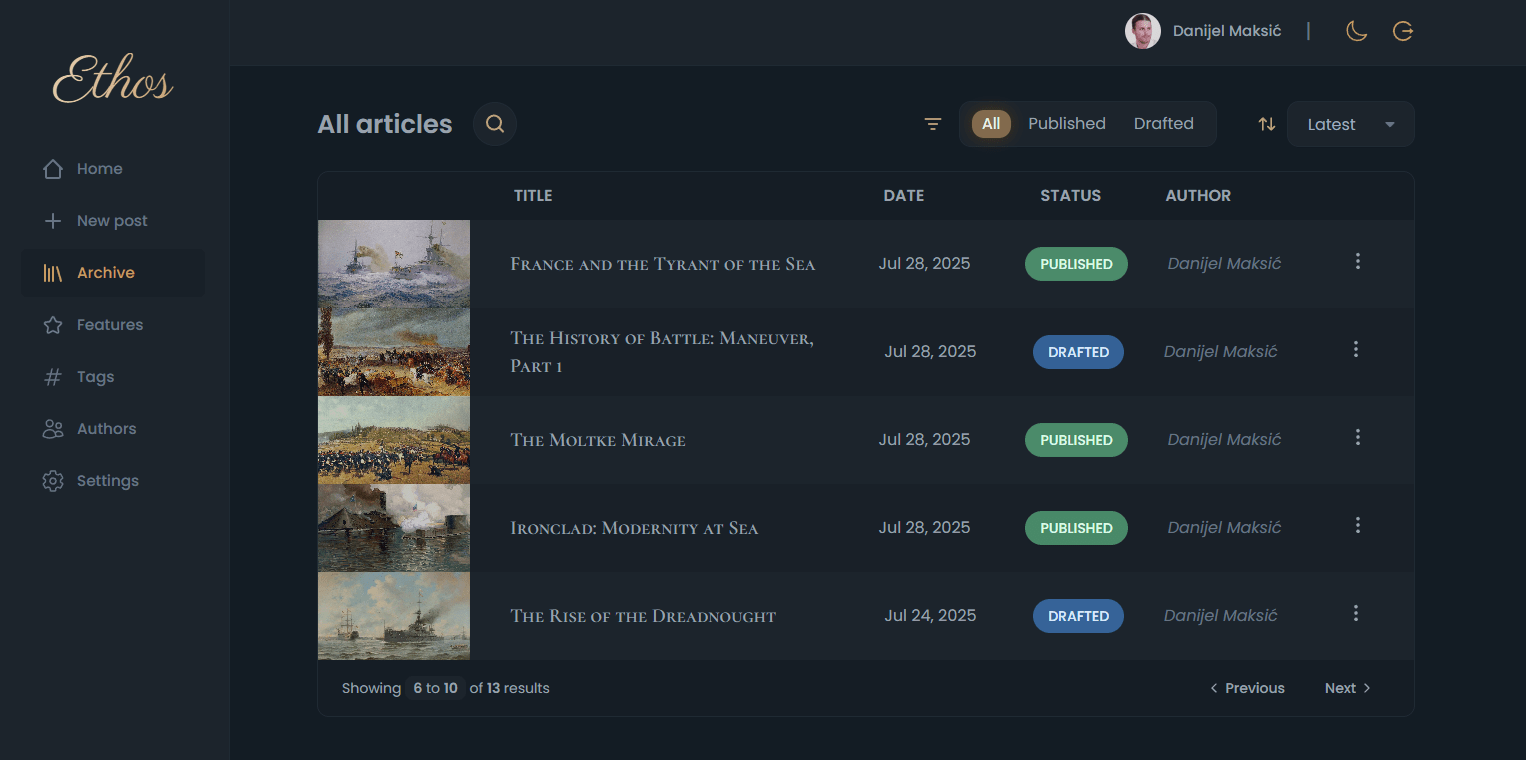 Ethos
Danijel Maksić
Home
New post
Archive
Features
Tags
Authors
Settings
All articles
All Published Drafted
Latest
TITLE DATE STATUS AUTHOR
France and the Tyrant of the Sea Jul 28, 2025 PUBLISHED Danijel Maksić
The History of Battle: Maneuver,
Part 1 Jul 28, 2025 DRAFTED Danijel Maksić
The Moltke Mirage Jul 28, 2025 PUBLISHED Danijel Maksić
Ironclad: Modernity at Sea Jul 28, 2025 PUBLISHED Danijel Maksić
The Rise of the Dreadnought Jul 24, 2025 DRAFTED Danijel Maksić
Showing 6 to 10 of 13 results
Previous Next